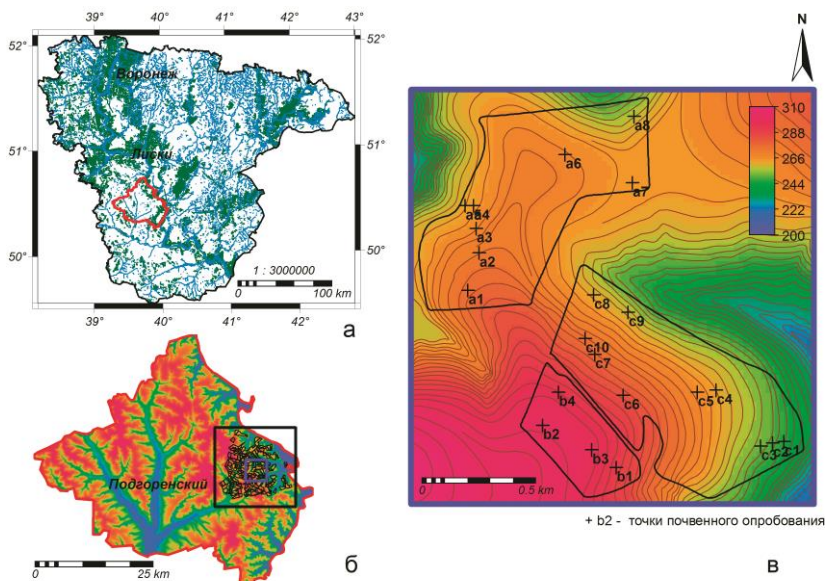 39° 40° 41° 42° 43°
52°
52°
Воронеж
51°
51°
Лиски
50°
50°
1 : 3000000
0 100 km
39° 40° 41° 42°
а
Подгоренский
0 25 km
б
N
310
288
266
244
222
200
a8
a6
a7
a4
a3
a2
a1
c8
c9
c10
c7
b4
c6
c5 c4
b2
b3
b1
c3 c2 c1
0 0.5 km
+ b2 - точки почвенного опробования
в